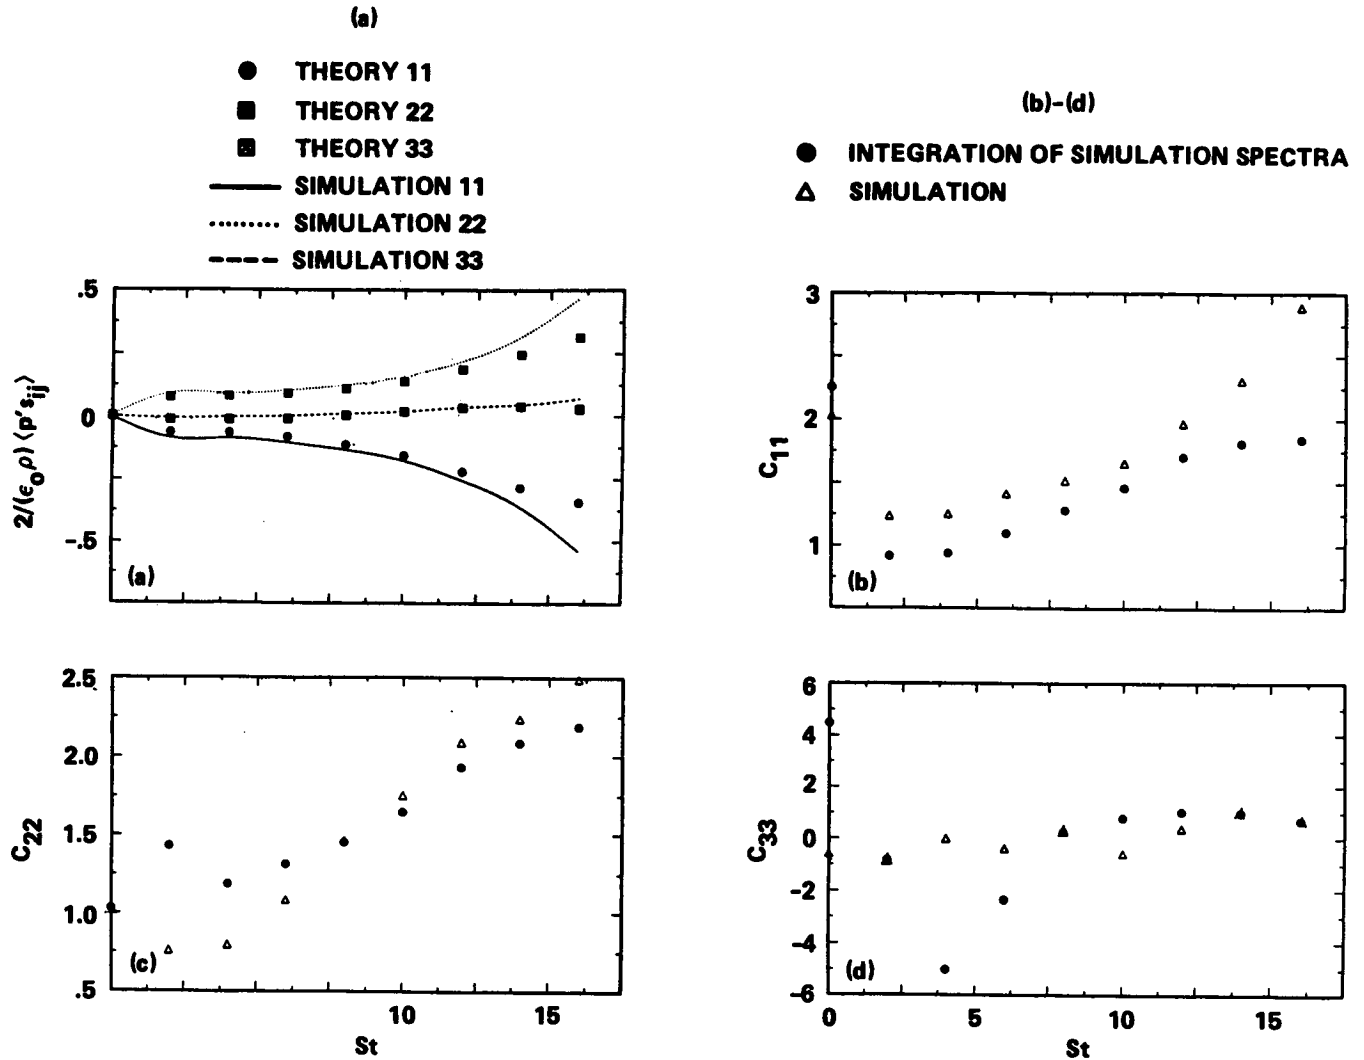 (a)
THEORY 11
THEORY 22
THEORY 33
SIMULATION 11
SIMULATION 22
SIMULATION 33
(b)-(d)
INTEGRATION OF SIMULATION SPECTRA
SIMULATION
.5
0
-.5
2/(ϵ₀ρ) ⟨p′sᵢⱼ⟩
(a)
3
2
1
C₁₁
(b)
2.5
2.0
1.5
1.0
.5
C₂₂
(c)
10 15
St
6
4
2
0
-2
-4
-6
C₃₃
(d)
0 5 10 15
St